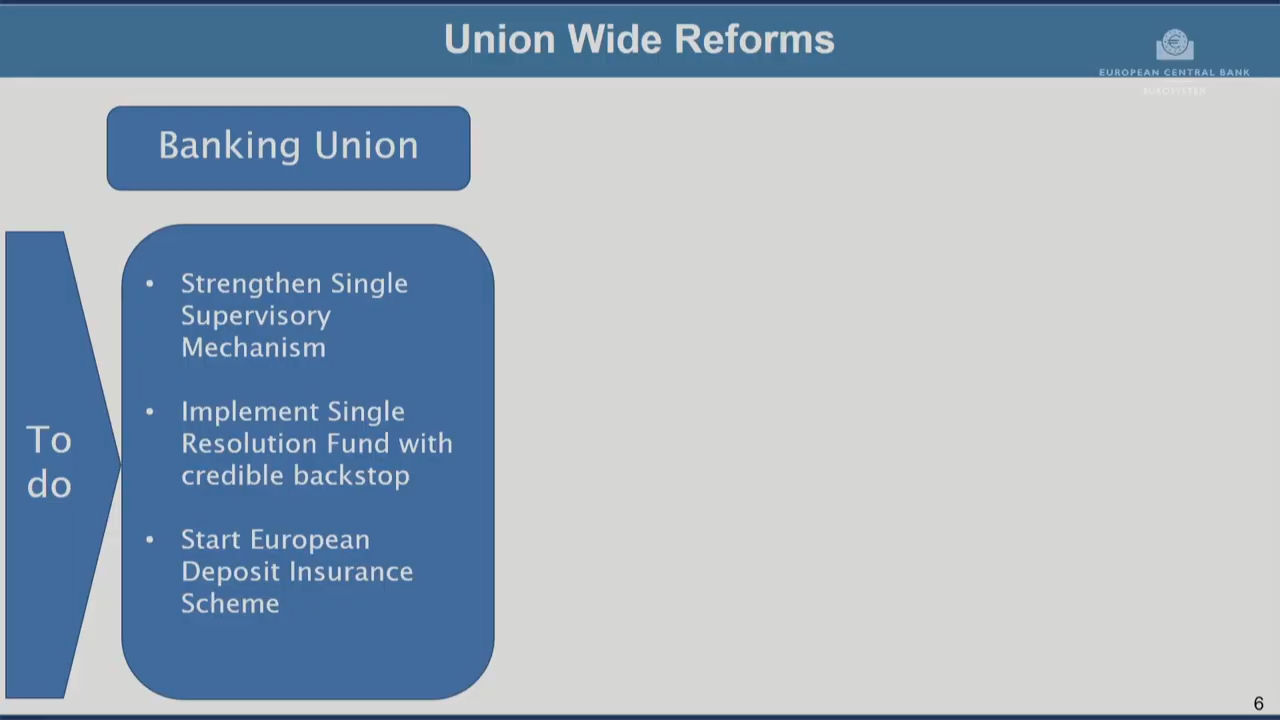 Union Wide Reforms
EUROPEAN CENTRAL BANK
EUROSYSTEM
Banking Union
To
do
• Strengthen Single
Supervisory
Mechanism
• Implement Single
Resolution Fund with
credible backstop
• Start European
Deposit Insurance
Scheme
6